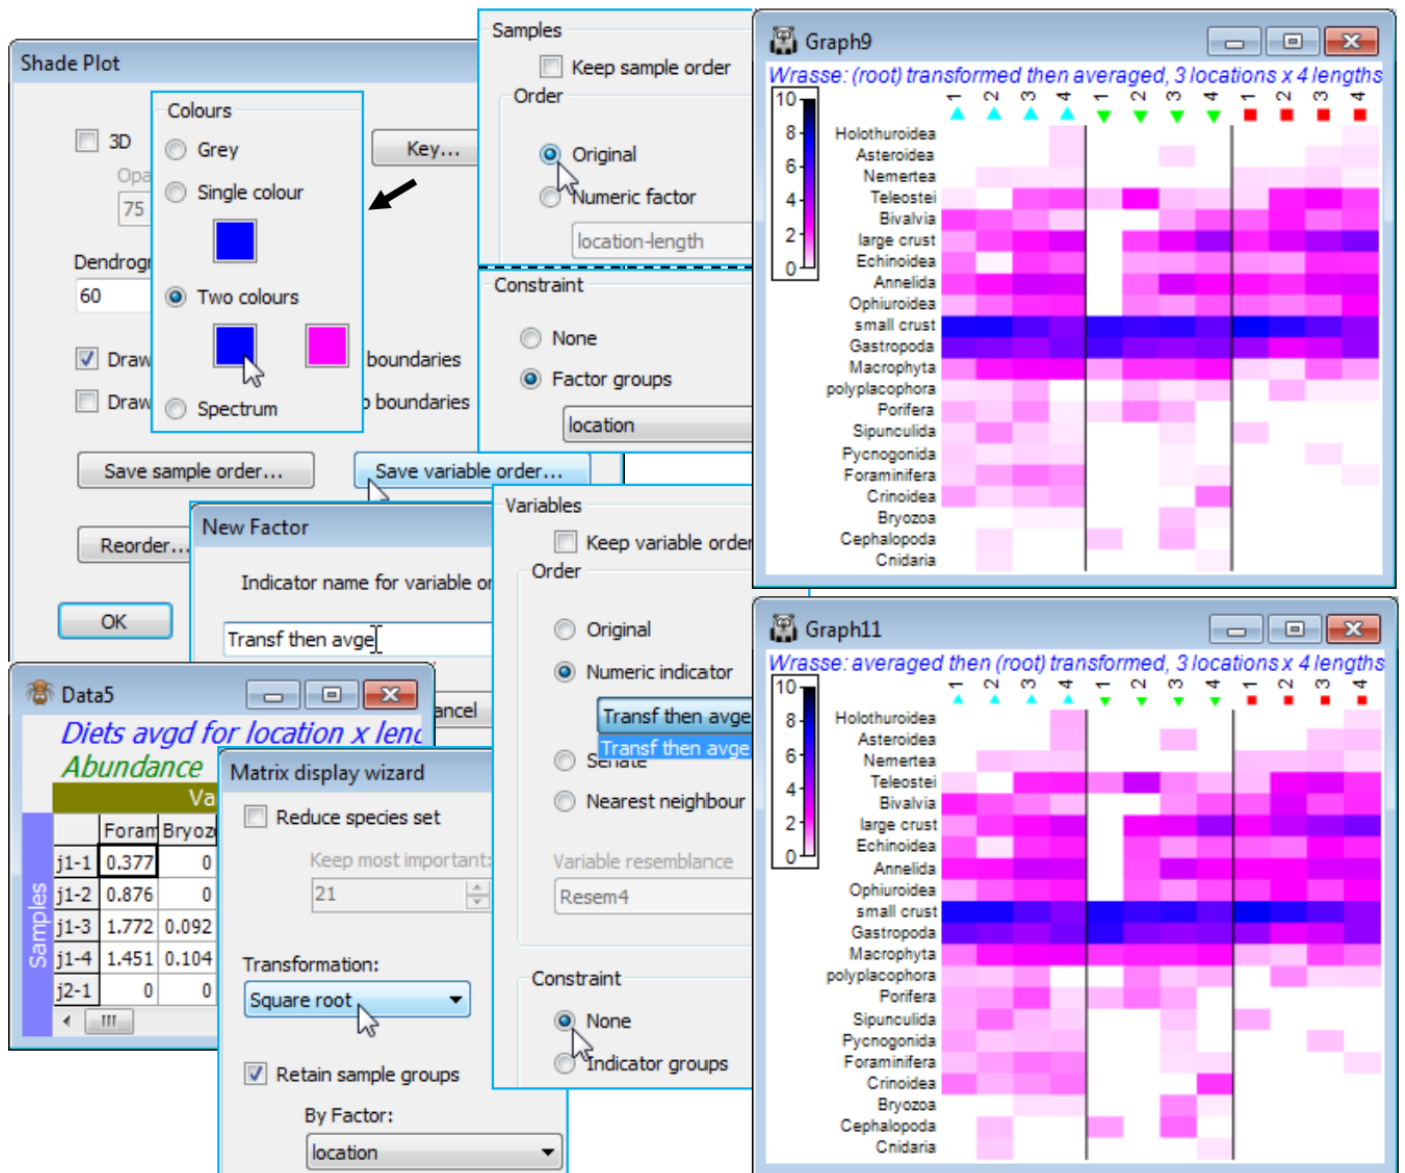 Shade Plot
3D
Opa
75
Dendrogr
60
Draw
boundaries
Draw
boundaries
Save sample order...
Save variable order...
Reorder...
OK
Key...
Colours
Grey
Single colour
Two colours
Spectrum
Samples
Keep sample order
Order
Original
Numeric factor
location-length
Constraint
None
Factor groups
location
New Factor
Indicator name for variable or
Transf then avge
ancel
Variables
Keep variable order
Order
Original
Numeric indicator
Transf then avge
Transf then avge
Seriate
Nearest neighbour
Variable resemblance
Resem4
Constraint
None
Indicator groups
Data5
Diets avgd for location x leng
Abundance
Va
Samples
Foram Bryozo
j1-1 0.377 0
j1-2 0.876 0
j1-3 1.772 0.092
j1-4 1.451 0.104
j2-1 0 0
Matrix display wizard
Reduce species set
Keep most important:
21
Transformation:
Square root
Retain sample groups
By Factor:
location
Graph9
Wrasse: (root) transformed then averaged, 3 locations x 4 lengths
10
8
6
4
2
0
1 2 3 4 1 2 3 4 1 2 3 4
Holothuroidea
Asteroidea
Nemertea
Teleostei
Bivalvia
large crust
Echinoidea
Annelida
Ophiuroidea
small crust
Gastropoda
Macrophyta
polyplacophora
Porifera
Sipunculida
Pycnogonida
Foraminifera
Crinoidea
Bryozoa
Cephalopoda
Cnidaria
Graph11
Wrasse: averaged then (root) transformed, 3 locations x 4 lengths
10
8
6
4
2
0
1 2 3 4 1 2 3 4 1 2 3 4
Holothuroidea
Asteroidea
Nemertea
Teleostei
Bivalvia
large crust
Echinoidea
Annelida
Ophiuroidea
small crust
Gastropoda
Macrophyta
polyplacophora
Porifera
Sipunculida
Pycnogonida
Foraminifera
Crinoidea
Bryozoa
Cephalopoda
Cnidaria